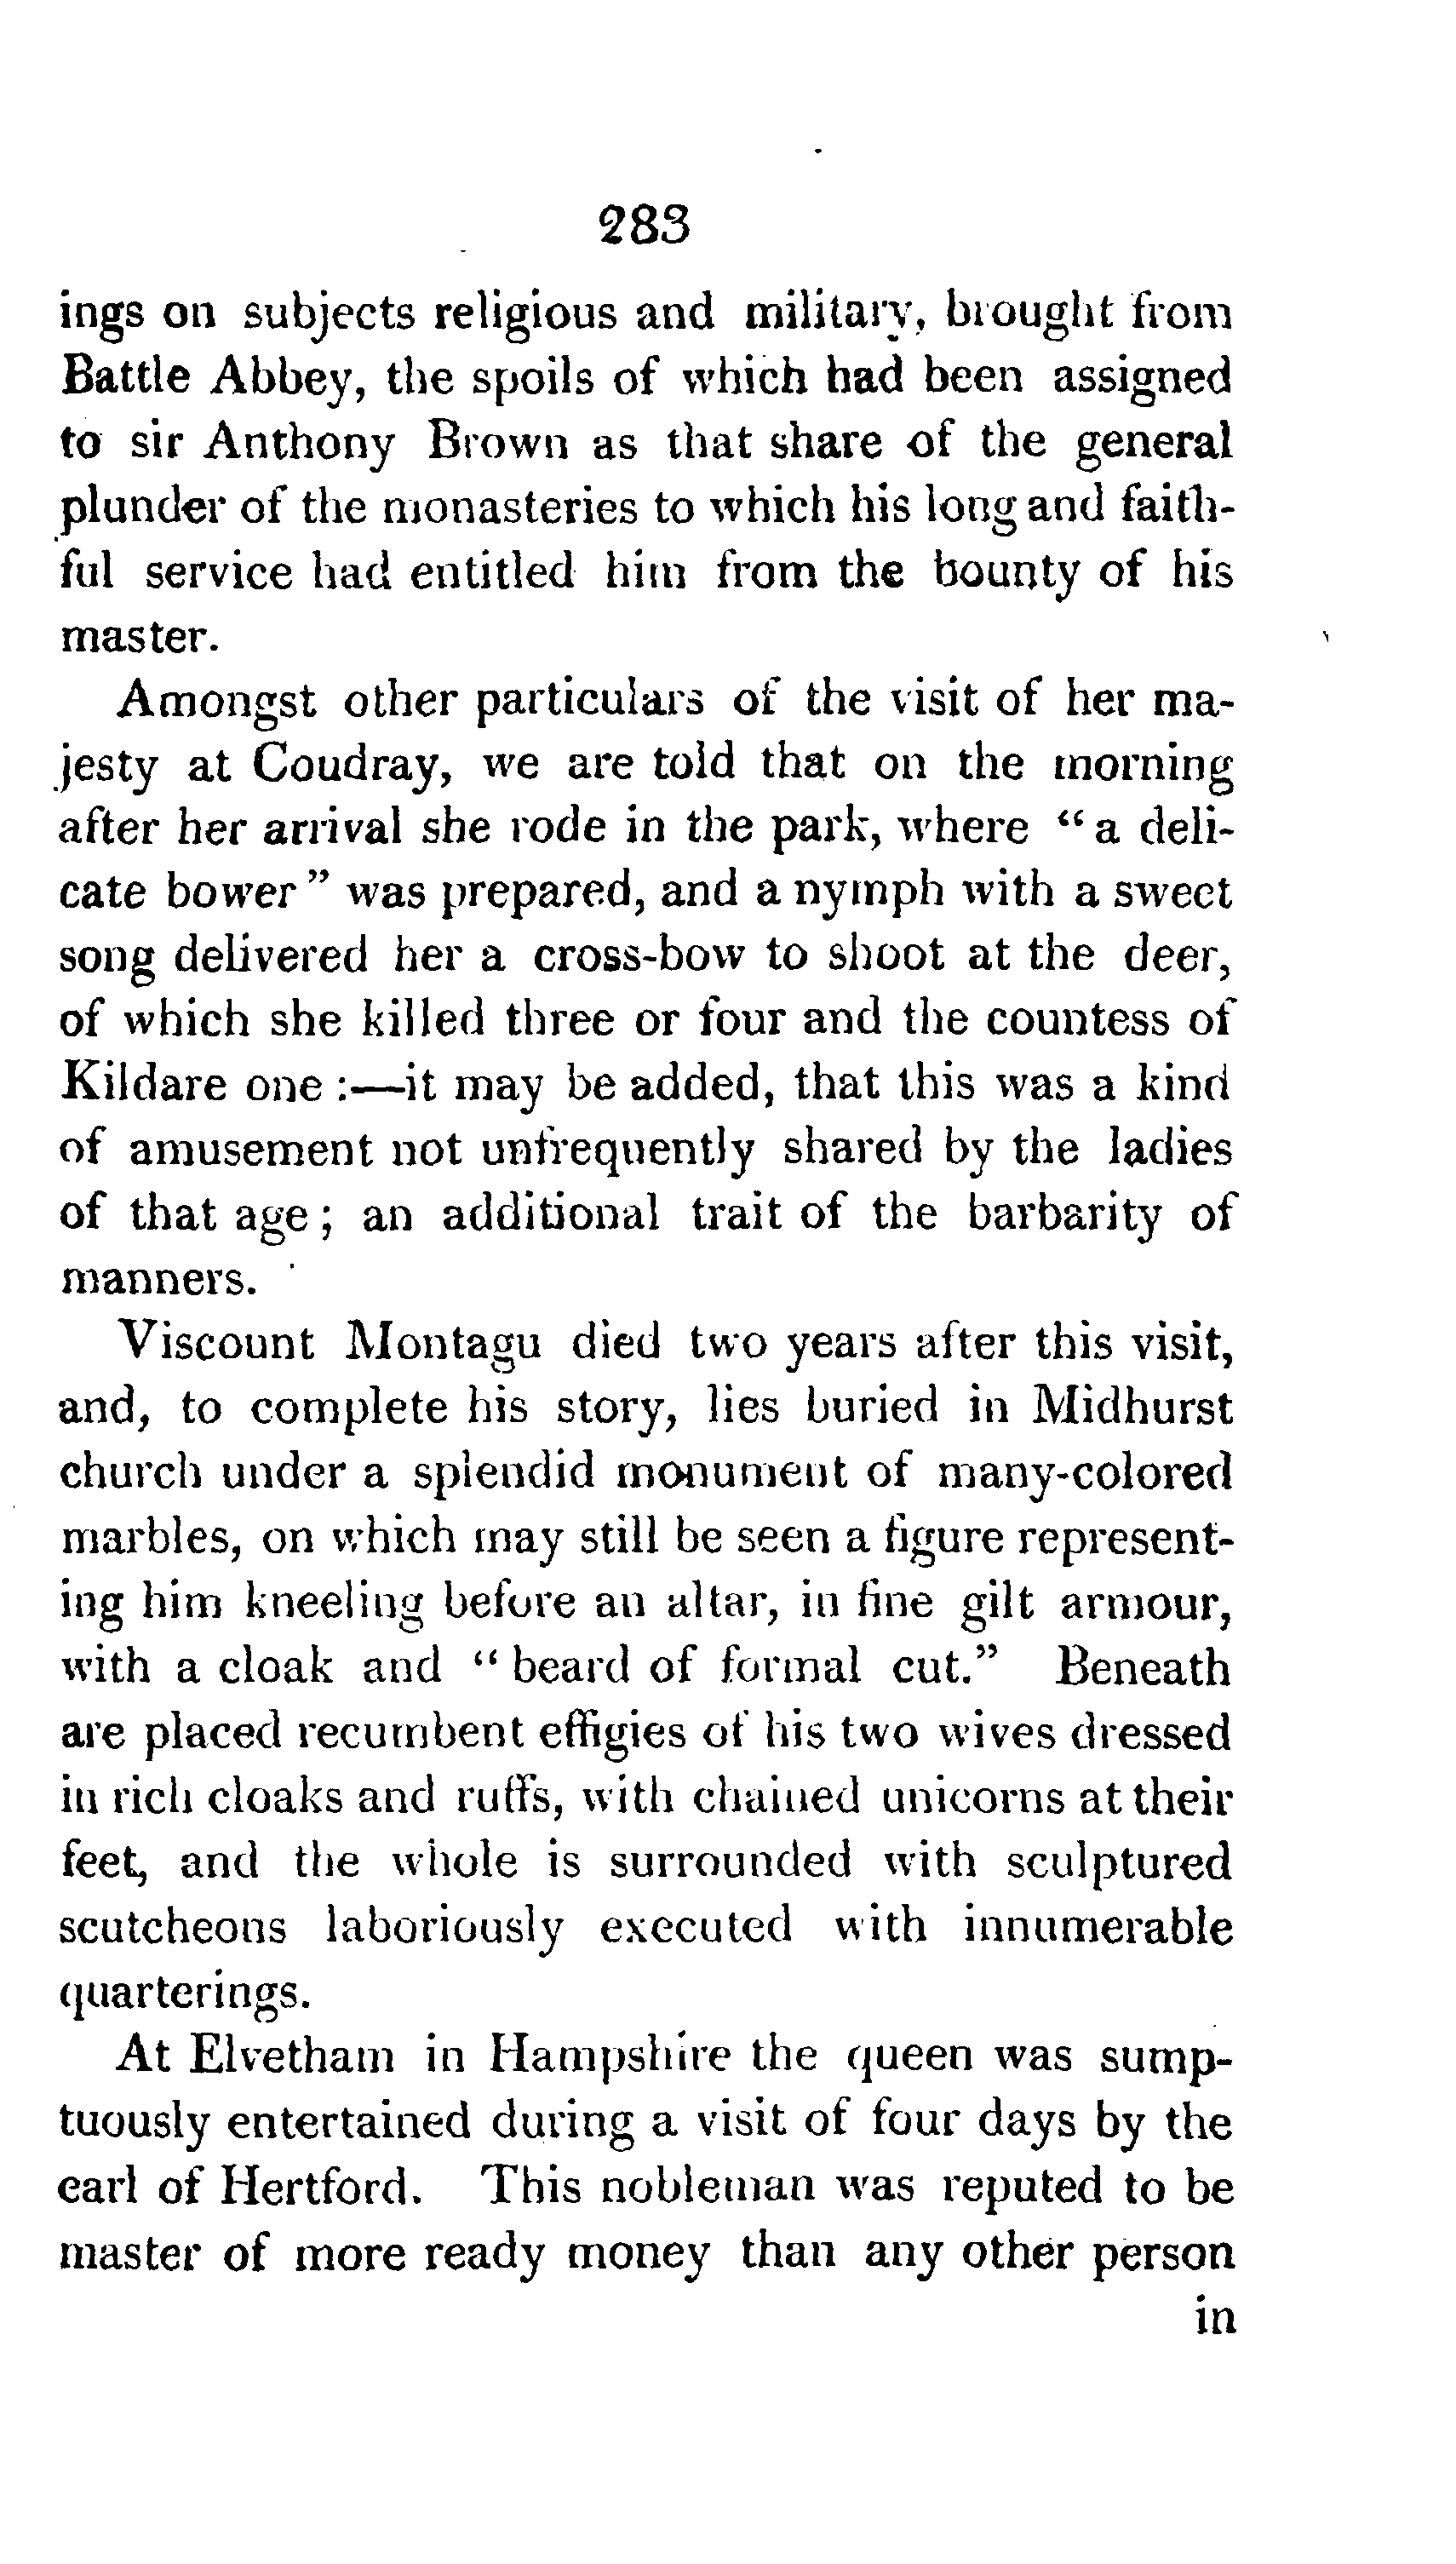 283
ings on subjects religious and military, brought from
Battle Abbey, the spoils of which had been assigned
to sir Anthony Brown as that share of the general
plunder of the monasteries to which his long and faith-
ful service had entitled him from the bounty of his
master.
Amongst other particulars of the visit of her ma-
jesty at Coudray, we are told that on the morning
after her arrival she rode in the park, where “a deli-
cate bower” was prepared, and a nymph with a sweet
song delivered her a cross-bow to shoot at the deer,
of which she killed three or four and the countess of
Kildare one :—it may be added, that this was a kind
of amusement not unfrequently shared by the ladies
of that age; an additional trait of the barbarity of
manners.
Viscount Montagu died two years after this visit,
and, to complete his story, lies buried in Midhurst
church under a splendid monument of many-colored
marbles, on which may still be seen a figure represent-
ing him kneeling before an altar, in fine gilt armour,
with a cloak and “beard of formal cut.” Beneath
are placed recumbent effigies of his two wives dressed
in rich cloaks and ruffs, with chained unicorns at their
feet, and the whole is surrounded with sculptured
scutcheons laboriously executed with innumerable
quarterings.
At Elvetham in Hampshire the queen was sump-
tuously entertained during a visit of four days by the
earl of Hertford. This nobleman was reputed to be
master of more ready money than any other person
in